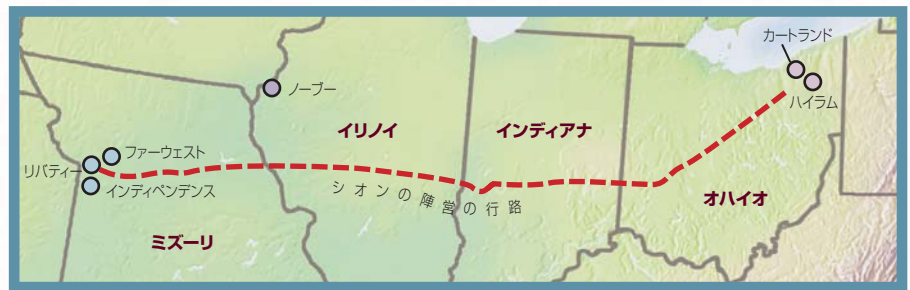 カートランド
ハイラム
ノーブー
イリノイ
インディアナ
ファーウェスト
リバティー
インディペンデンス
シオンの陣営の行路
オハイオ
ミズーリ